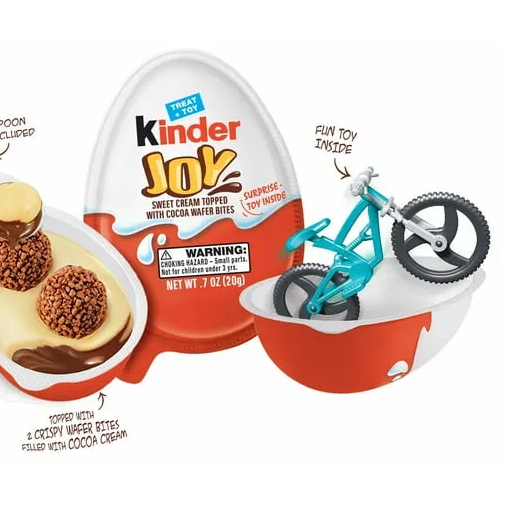 POON
CLUDED
TREAT
+ TOY
Kinder
JOY
SWEET CREAM TOPPED
WITH COCOA WAFER BITES
SURPRISE -
TOY INSIDE
WARNING:
CHOKING HAZARD - Small parts.
Not for children under 3 yrs.
NET WT .7 OZ (20g)
FUN TOY
INSIDE
TOPPED WITH
2 CRISPY WAFER BITES
FILLED WITH COCOA CREAM